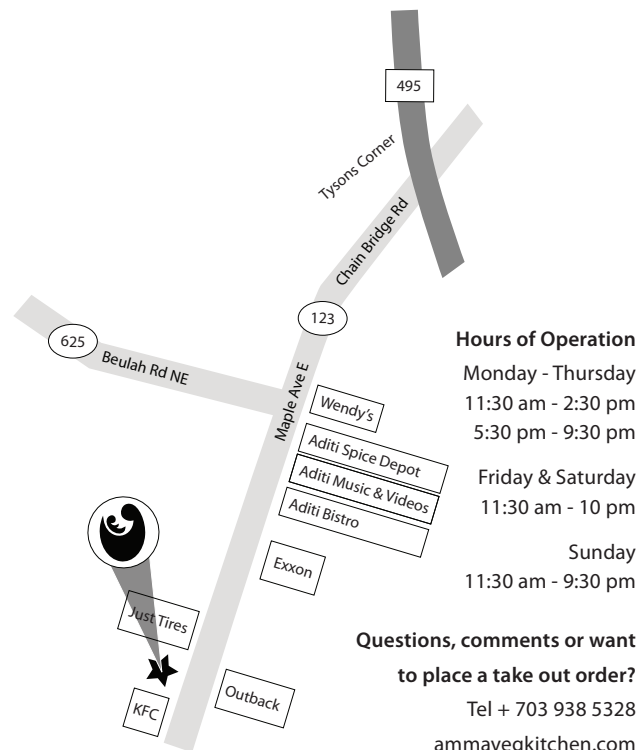 495
Tysons Corner
Chain Bridge Rd
123
625
Beulah Rd NE
Maple Ave E
Wendy's
Aditi Spice Depot
Aditi Music & Videos
Aditi Bistro
Exxon
Just Tires
KFC
Outback
Hours of Operation
Monday - Thursday
11:30 am - 2:30 pm
5:30 pm - 9:30 pm
Friday & Saturday
11:30 am - 10 pm
Sunday
11:30 am - 9:30 pm
Questions, comments or want
to place a take out order?
Tel + 703 938 5328
ammavegkitchen.com